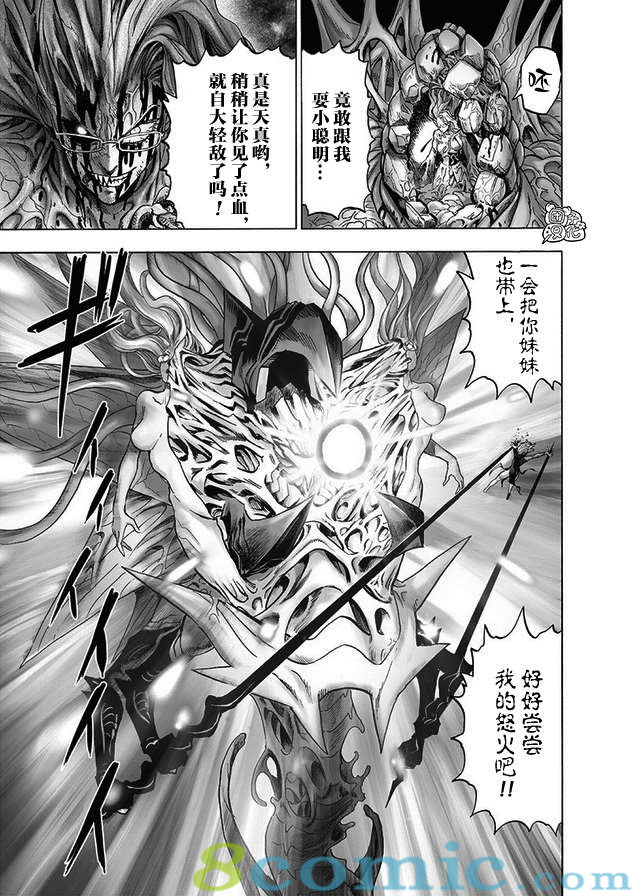 呸
竟敢跟我
耍小聪明…
真是天真哟，
稍稍让你见了点血，
就自大轻敌了吗！
一会把你妹妹
也带上，
ギイイイイ
好好尝尝
我的怒火吧!!
8comic.com